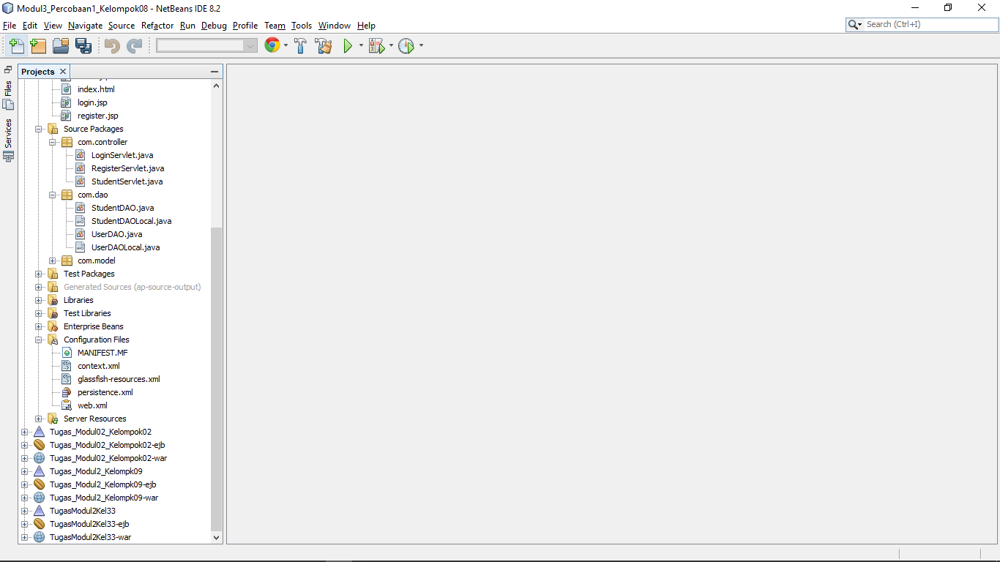 Modul3_Percobaan1_Kelompok08 - NetBeans IDE 8.2
File Edit View Navigate Source Refactor Run Debug Profile Team Tools Window Help
Search (Ctrl+I)
Files
Services
Projects
index.html
login.jsp
register.jsp
Source Packages
com.controller
LoginServlet.java
RegisterServlet.java
StudentServlet.java
com.dao
StudentDAO.java
StudentDAOLocal.java
UserDAO.java
UserDAOLocal.java
com.model
Test Packages
Generated Sources (ap-source-output)
Libraries
Test Libraries
Enterprise Beans
Configuration Files
MANIFEST.MF
context.xml
glassfish-resources.xml
persistence.xml
web.xml
Server Resources
Tugas_Modul02_Kelompok02
Tugas_Modul02_Kelompok02-ejb
Tugas_Modul02_Kelompok02-war
Tugas_Modul2_Kelompk09
Tugas_Modul2_Kelompk09-ejb
Tugas_Modul2_Kelompk09-war
TugasModul2Kel33
TugasModul2Kel33-ejb
TugasModul2Kel33-war